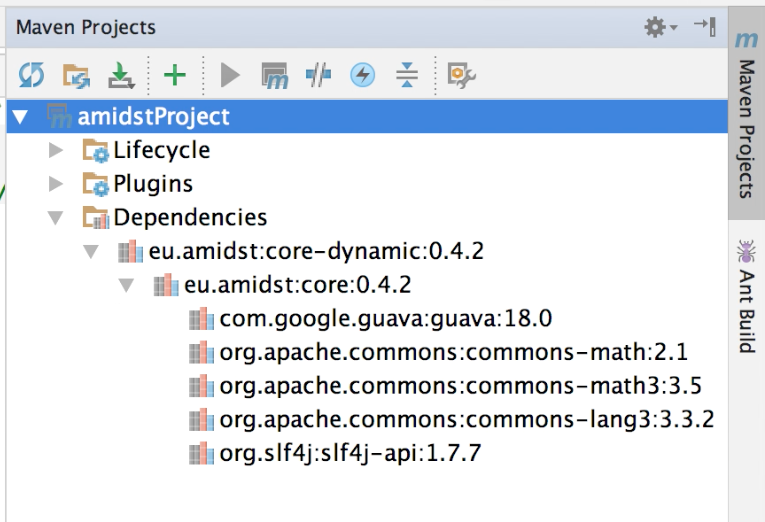 Maven Projects
amidstProject
Lifecycle
Plugins
Dependencies
eu.amidst:core-dynamic:0.4.2
eu.amidst:core:0.4.2
com.google.guava:guava:18.0
org.apache.commons:commons-math:2.1
org.apache.commons:commons-math3:3.5
org.apache.commons:commons-lang3:3.3.2
org.slf4j:slf4j-api:1.7.7
m Maven Projects
Ant Build